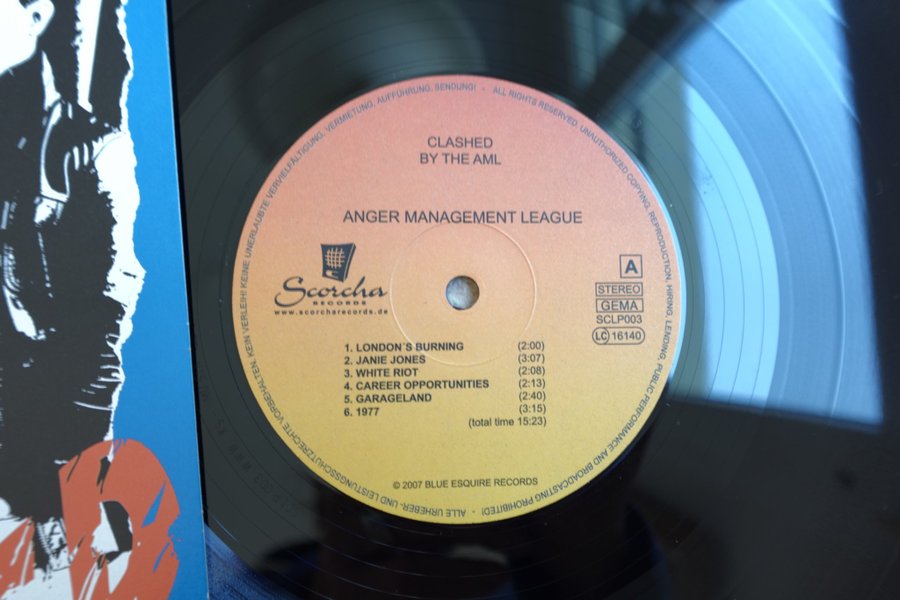 CLASHED
BY THE AML
ANGER MANAGEMENT LEAGUE
Scorcha
RECORDS
www.scorcharecords.de
A
STEREO
GEMA
SCLP003
LC 16140
1. LONDON´S BURNING (2:00)
2. JANIE JONES (3:07)
3. WHITE RIOT (2:08)
4. CAREER OPPORTUNITIES (2:13)
5. GARAGELAND (2:40)
6. 1977 (3:15)
(total time 15:23)
© 2007 BLUE ESQUIRE RECORDS
ALLE URHEBER- UND LEISTUNGSSCHUTZRECHTE VORBEHALTEN. KEIN VERLEIH! KEINE UNERLAUBTE VERVIELFÄLTIGUNG, VERMIETUNG, AUFFÜHRUNG, SENDUNG! · ALL RIGHTS RESERVED. UNAUTHORIZED COPYING, REPRODUCTION, HIRING, LENDING, PUBLIC PERFORMANCE AND BROADCASTING PROHIBITED! ·